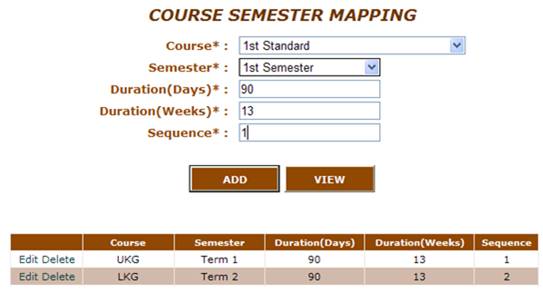 COURSE SEMESTER MAPPING
Course* : 1st Standard
Semester* : 1st Semester
Duration(Days)* : 90
Duration(Weeks)* : 13
Sequence* : 1
ADD VIEW
Course Semester Duration(Days) Duration(Weeks) Sequence
Edit Delete UKG Term 1 90 13 1
Edit Delete LKG Term 2 90 13 2